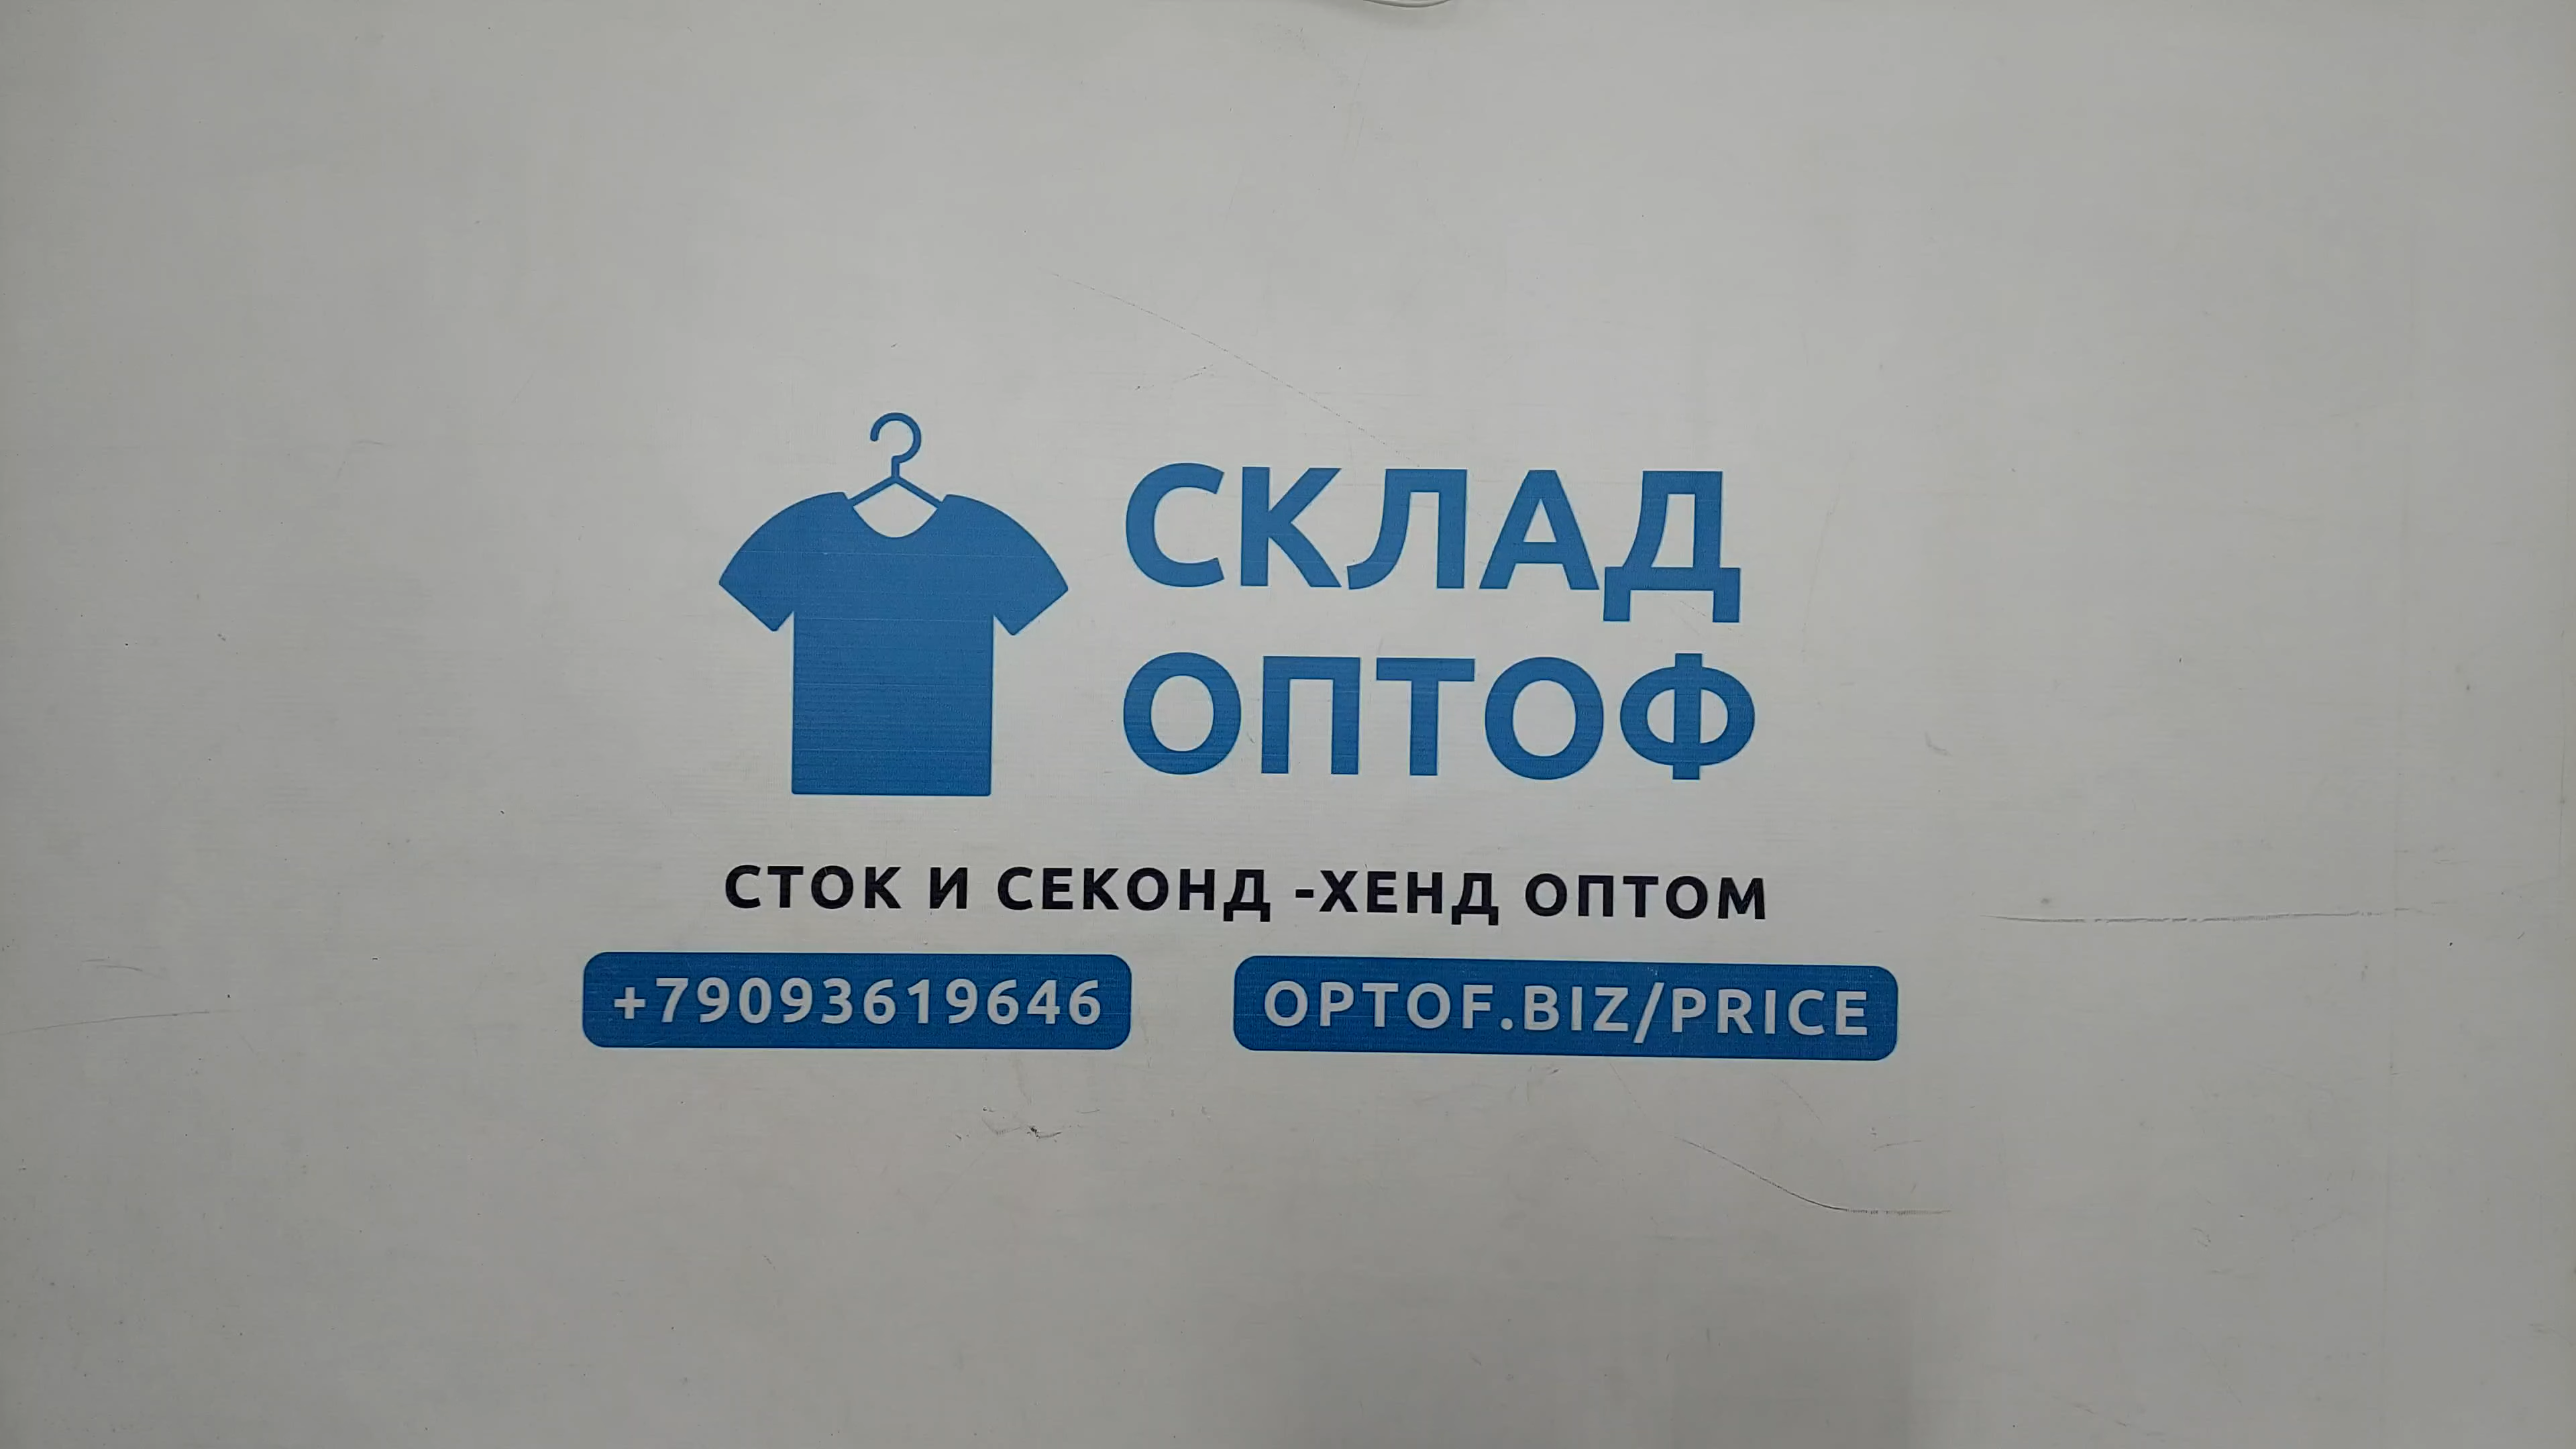 СКЛАД
ОПТОФ
СТОК И СЕКОНД -ХЕНД ОПТОМ
+79093619646
OPTOF.BIZ/PRICE